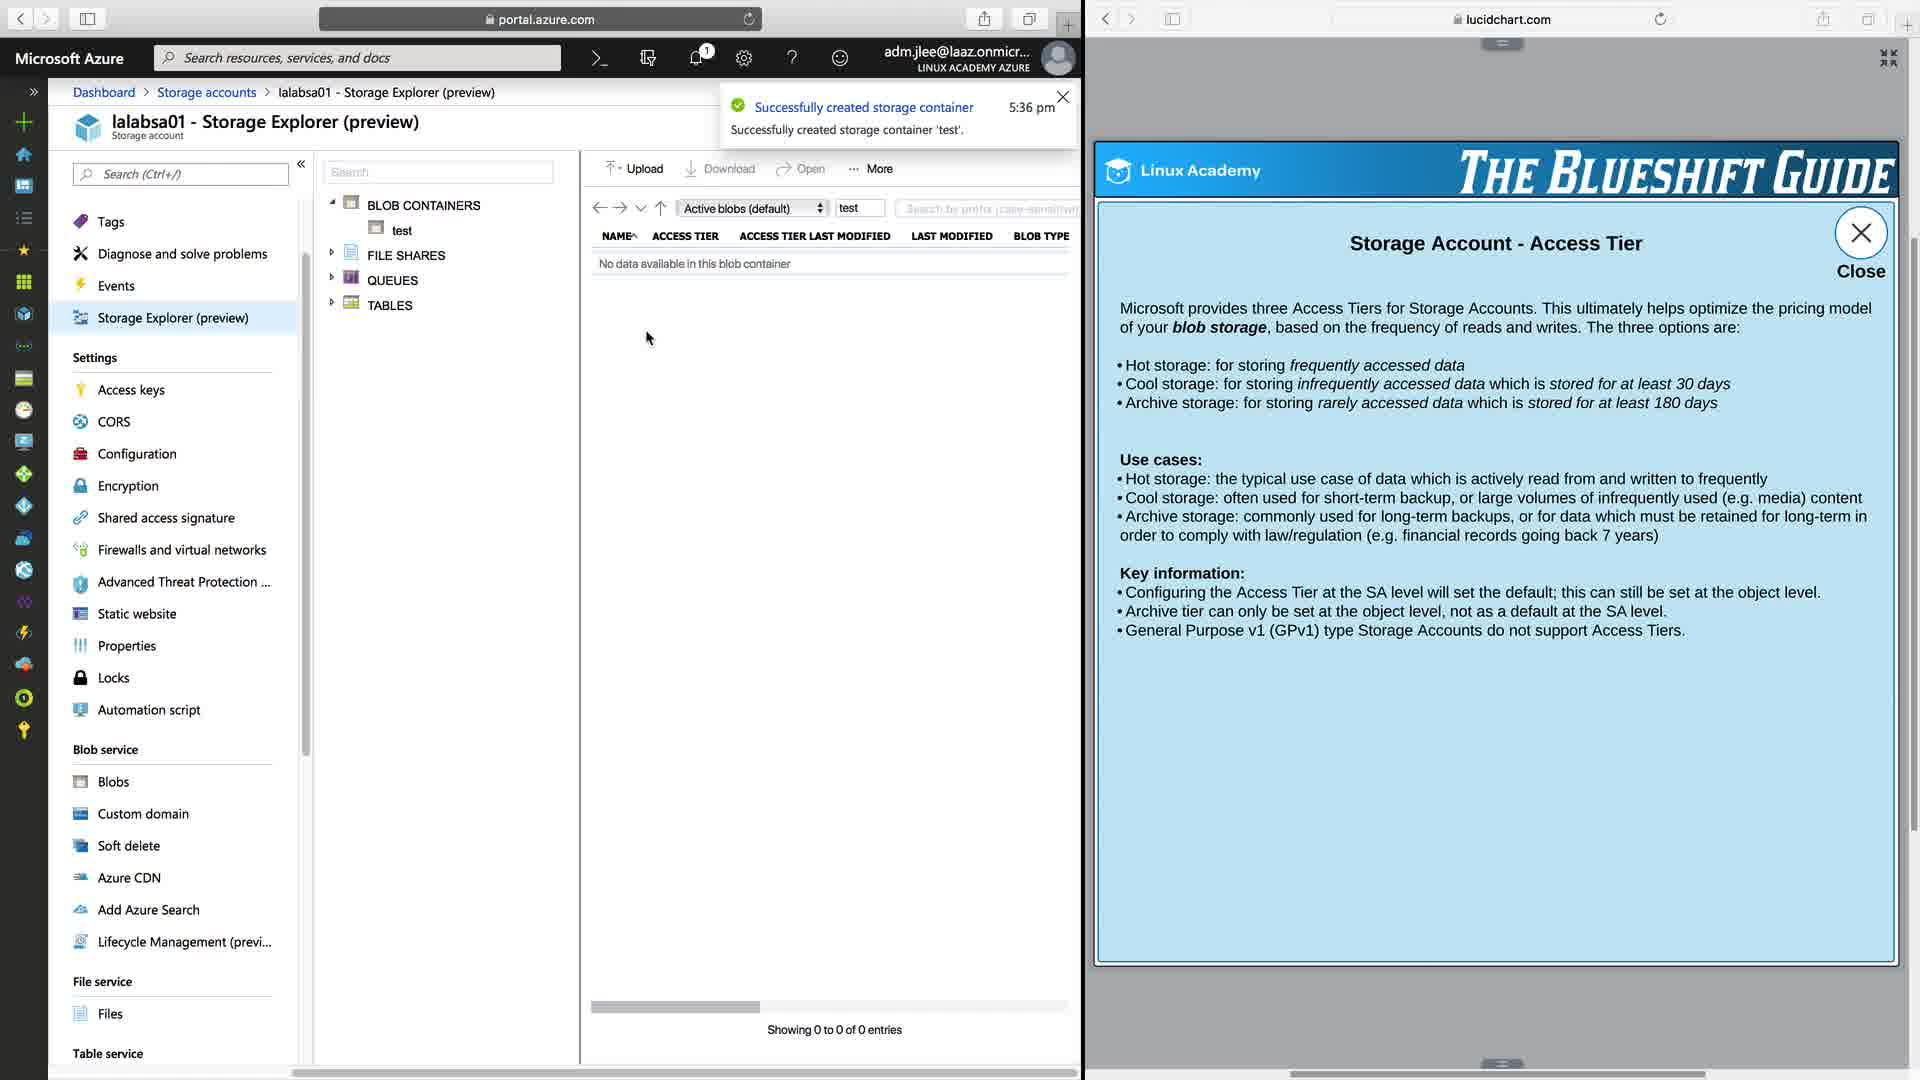 portal.azure.com
lucidchart.com
Microsoft Azure
Search resources, services, and docs
1
adm.jlee@laaz.onmicr...
LINUX ACADEMY AZURE
Dashboard > Storage accounts > lalabsa01 - Storage Explorer (preview)
lalabsa01 - Storage Explorer (preview)
Storage account
Successfully created storage container 5:36 pm
Successfully created storage container 'test'.
Search (Ctrl+/)
Tags
Diagnose and solve problems
Events
Storage Explorer (preview)
Settings
Access keys
CORS
Configuration
Encryption
Shared access signature
Firewalls and virtual networks
Advanced Threat Protection ...
Static website
Properties
Locks
Automation script
Blob service
Blobs
Custom domain
Soft delete
Azure CDN
Add Azure Search
Lifecycle Management (previ...
File service
Files
Table service
Search
BLOB CONTAINERS
test
FILE SHARES
QUEUES
TABLES
Upload Download Open ... More
Active blobs (default) test Search by prefix (case-sensitive)
NAME ACCESS TIER ACCESS TIER LAST MODIFIED LAST MODIFIED BLOB TYPE
No data available in this blob container
Showing 0 to 0 of 0 entries
Linux Academy
THE BLUESHIFT GUIDE
Storage Account - Access Tier
Close
Microsoft provides three Access Tiers for Storage Accounts. This ultimately helps optimize the pricing model
of your blob storage, based on the frequency of reads and writes. The three options are:
• Hot storage: for storing frequently accessed data
• Cool storage: for storing infrequently accessed data which is stored for at least 30 days
• Archive storage: for storing rarely accessed data which is stored for at least 180 days
Use cases:
• Hot storage: the typical use case of data which is actively read from and written to frequently
• Cool storage: often used for short-term backup, or large volumes of infrequently used (e.g. media) content
• Archive storage: commonly used for long-term backups, or for data which must be retained for long-term in
order to comply with law/regulation (e.g. financial records going back 7 years)
Key information:
• Configuring the Access Tier at the SA level will set the default; this can still be set at the object level.
• Archive tier can only be set at the object level, not as a default at the SA level.
• General Purpose v1 (GPv1) type Storage Accounts do not support Access Tiers.